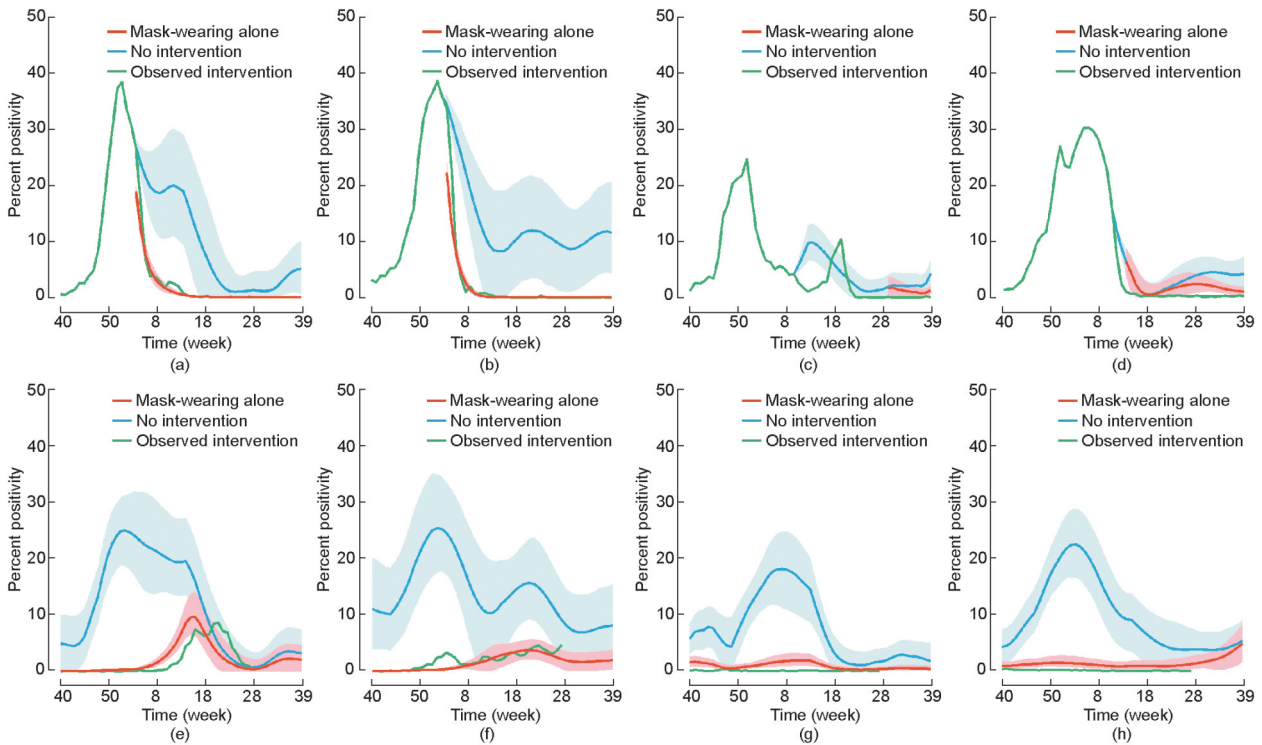 50
40
30
20
10
0
Percent positivity
Mask-wearing alone
No intervention
Observed intervention
40 50 8 18 28 39
Time (week)
(a)
50
40
30
20
10
0
Percent positivity
Mask-wearing alone
No intervention
Observed intervention
40 50 8 18 28 39
Time (week)
(b)
50
40
30
20
10
0
Percent positivity
Mask-wearing alone
No intervention
Observed intervention
40 50 8 18 28 39
Time (week)
(c)
50
40
30
20
10
0
Percent positivity
Mask-wearing alone
No intervention
Observed intervention
40 50 8 18 28 39
Time (week)
(d)
50
40
30
20
10
0
Percent positivity
Mask-wearing alone
No intervention
Observed intervention
40 50 8 18 28 39
Time (week)
(e)
50
40
30
20
10
0
Percent positivity
Mask-wearing alone
No intervention
Observed intervention
40 50 8 18 28 39
Time (week)
(f)
50
40
30
20
10
0
Percent positivity
Mask-wearing alone
No intervention
Observed intervention
40 50 8 18 28 39
Time (week)
(g)
50
40
30
20
10
0
Percent positivity
Mask-wearing alone
No intervention
Observed intervention
40 50 8 18 28 39
Time (week)
(h)